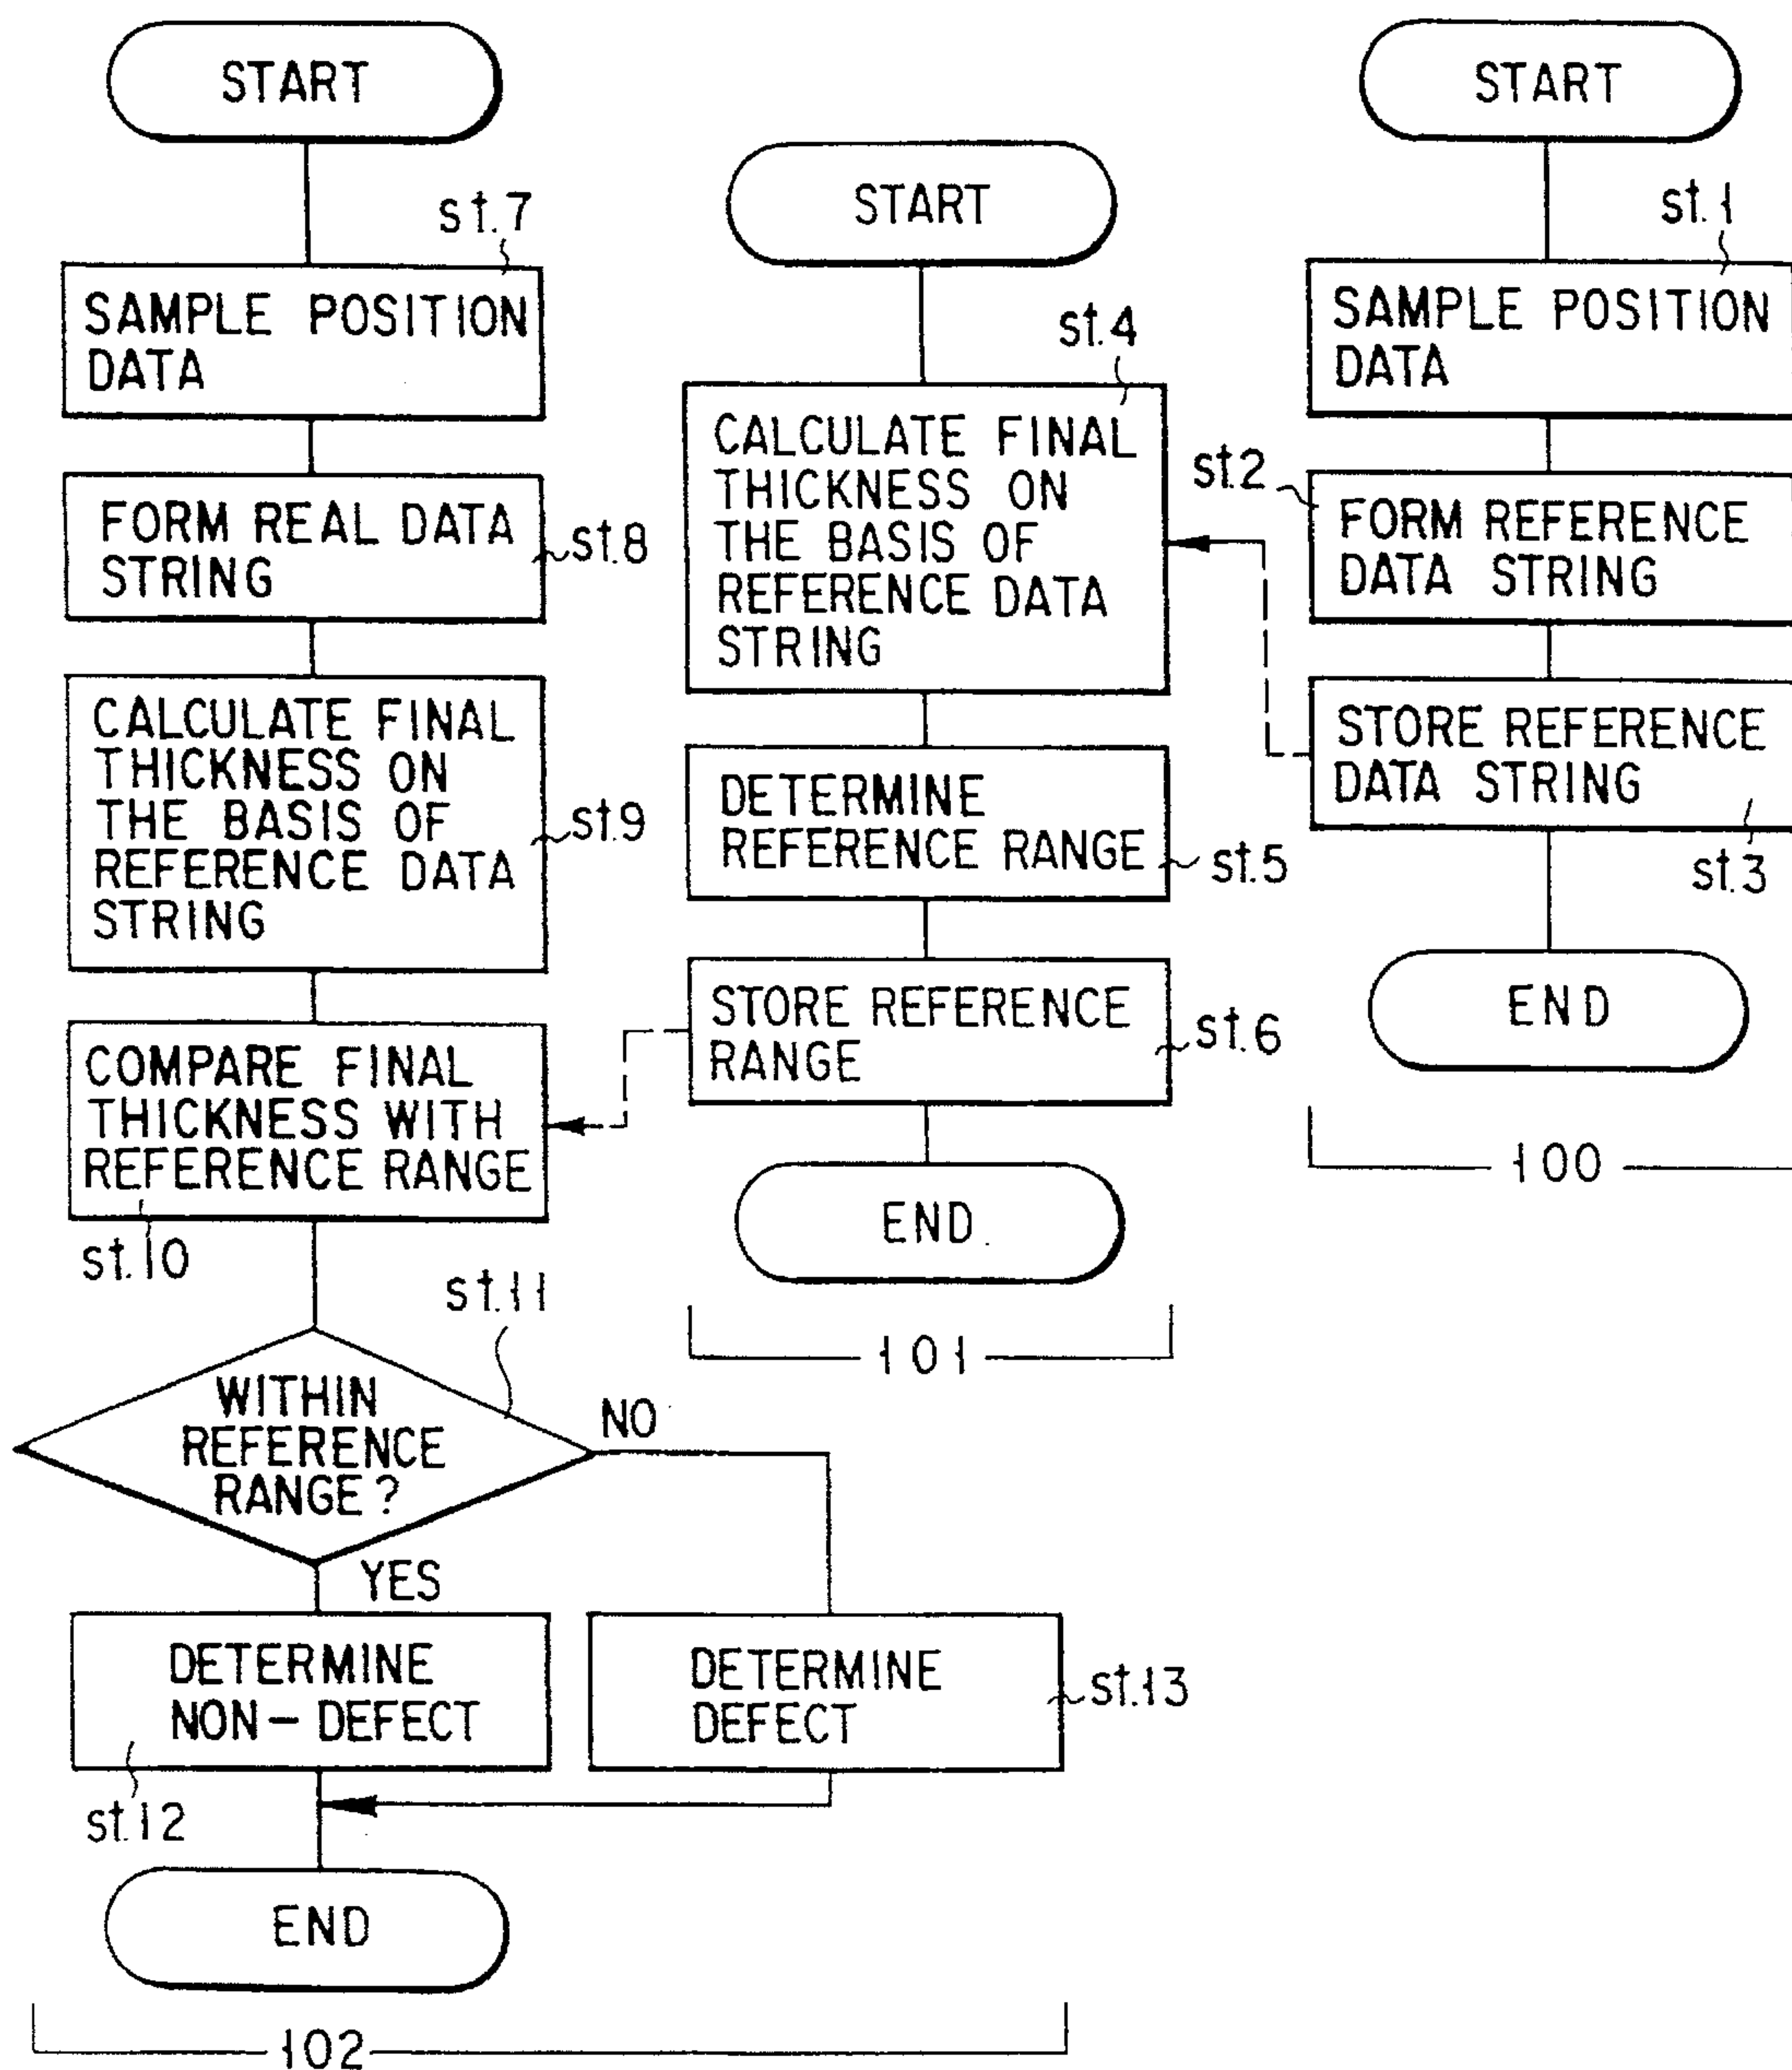 START
st.7
SAMPLE POSITION
DATA
FORM REAL DATA
STRING
st.8
CALCULATE FINAL
THICKNESS ON
THE BASIS OF
REFERENCE DATA
STRING
st.9
COMPARE FINAL
THICKNESS WITH
REFERENCE RANGE
st.10
st.11
WITHIN
REFERENCE
RANGE?
NO
YES
DETERMINE
NON-DEFECT
st.12
DETERMINE
DEFECT
st.13
END
102
START
st.4
CALCULATE FINAL
THICKNESS ON
THE BASIS OF
REFERENCE DATA
STRING
DETERMINE
REFERENCE RANGE
st.5
STORE REFERENCE
RANGE
st.6
END
101
START
st.1
SAMPLE POSITION
DATA
st.2
FORM REFERENCE
DATA STRING
STORE REFERENCE
DATA STRING
st.3
END
100